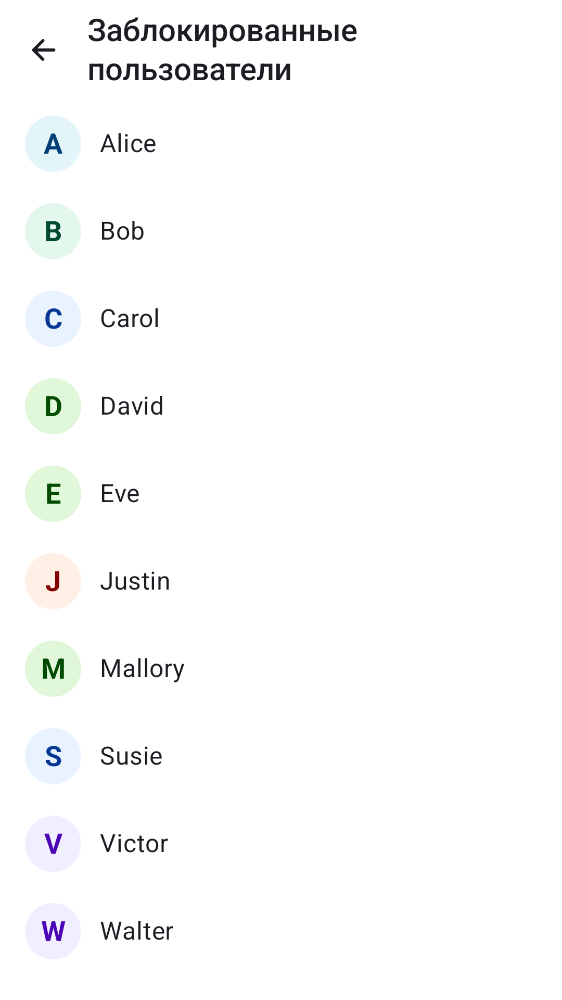 Заблокированные
пользователи
A Alice
B Bob
C Carol
D David
E Eve
J Justin
M Mallory
S Susie
V Victor
W Walter